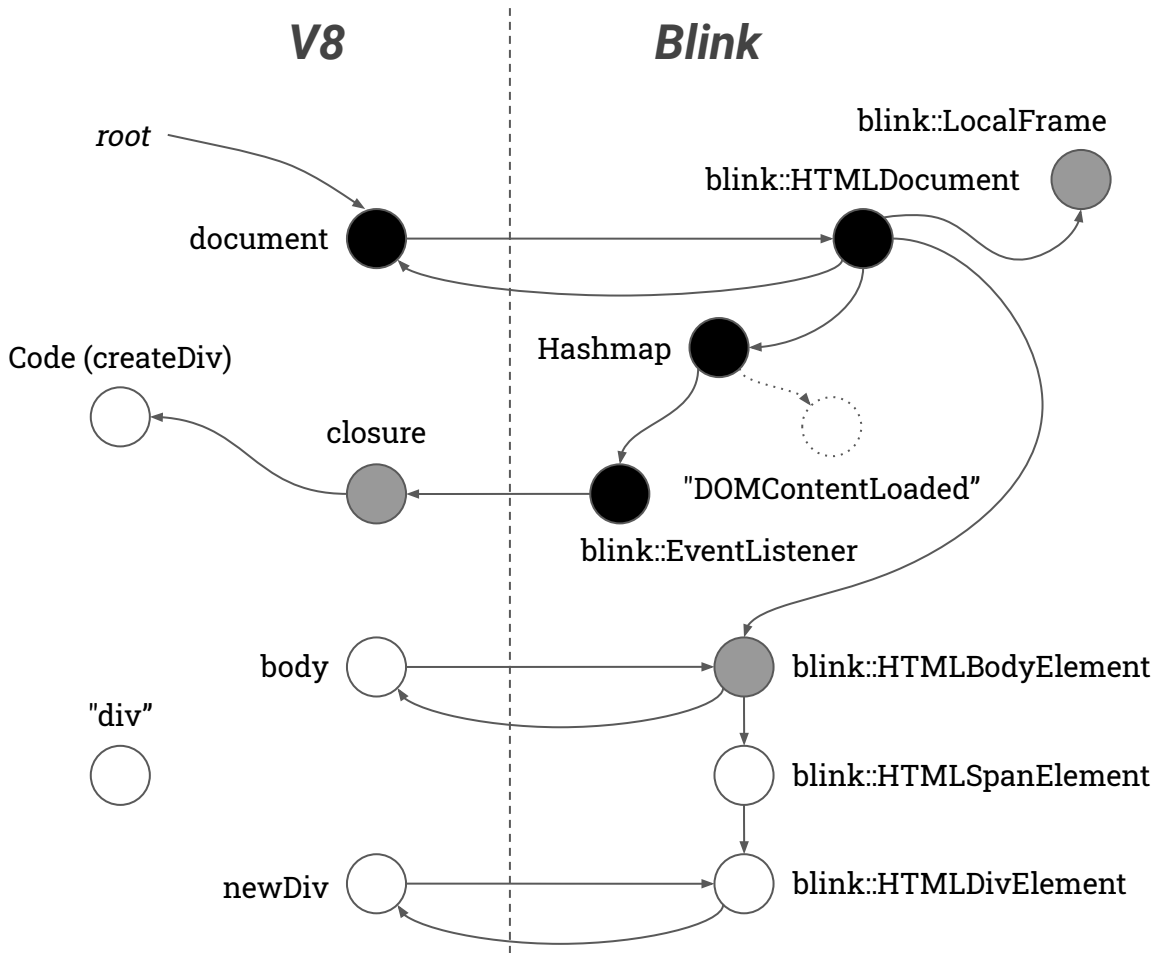 V8
Blink
root
blink::LocalFrame
blink::HTMLDocument
document
Hashmap
Code (createDiv)
closure
"DOMContentLoaded”
blink::EventListener
body
blink::HTMLBodyElement
"div”
blink::HTMLSpanElement
newDiv
blink::HTMLDivElement